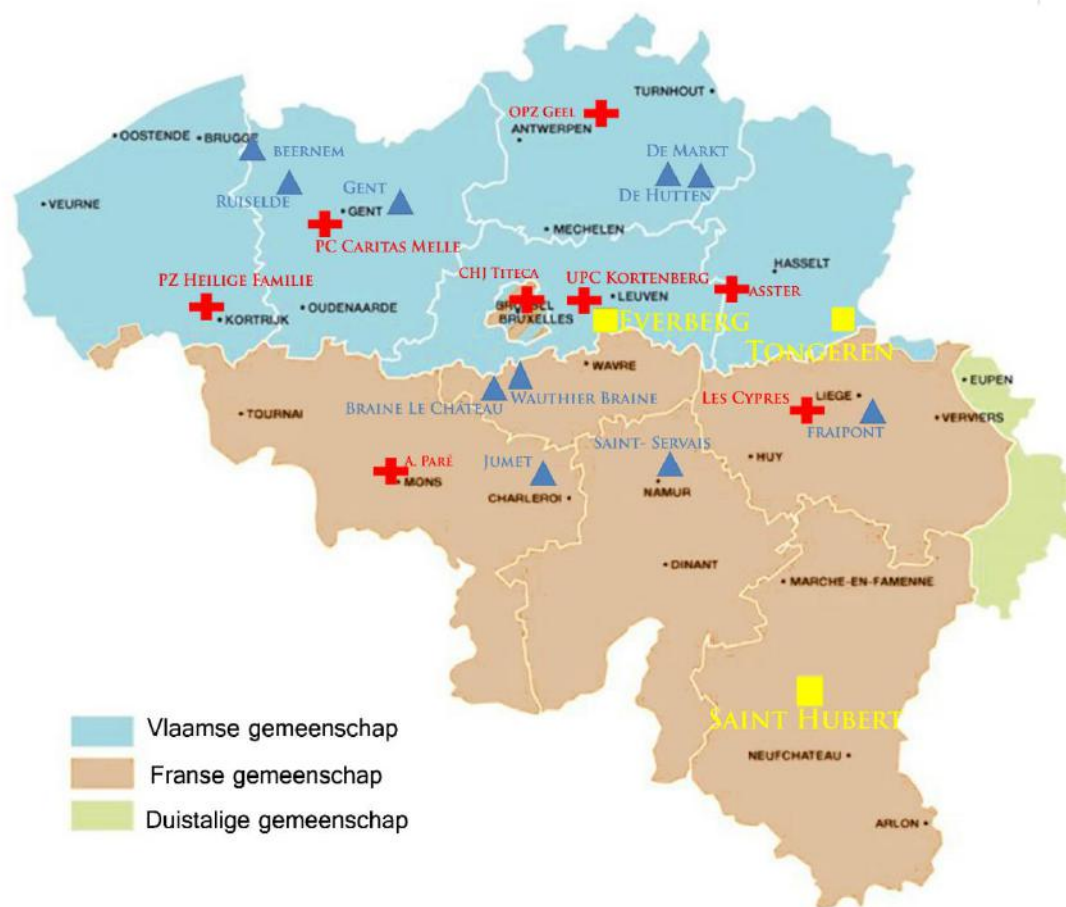 TURNHOUT
OPZ GEEL
ANTWERPEN
OOSTENDE
BRUGGE
BEERNEM
DE MARKT
GENT
RUISELDE
DE HUTTEN
VEURNE
GENT
MECHELEN
PC CARITAS MELLE
HASSELT
PZ HEILIGE FAMILIE
CHJ TITECA
UPC KORTENBERG
ASSTER
LEUVEN
OUDENAARDE
BRUSSEL
BRUXELLES
KORTRIJK
EVERBERG
TONGEREN
WAVRE
EUPEN
LES CYPRES
LIEGE
BRAINE LE CHÂTEAU
WAUTHIER BRAINE
TOURNAI
VERVIERS
FRAIPONT
SAINT- SERVAIS
HUY
A. PARÉ
JUMET
MONS
NAMUR
CHARLEROI
DINANT
MARCHE-EN-FAMENNE
SAINT HUBERT
Vlaamse gemeenschap
NEUFCHATEAU
Franse gemeenschap
Duistalige gemeenschap
ARLON